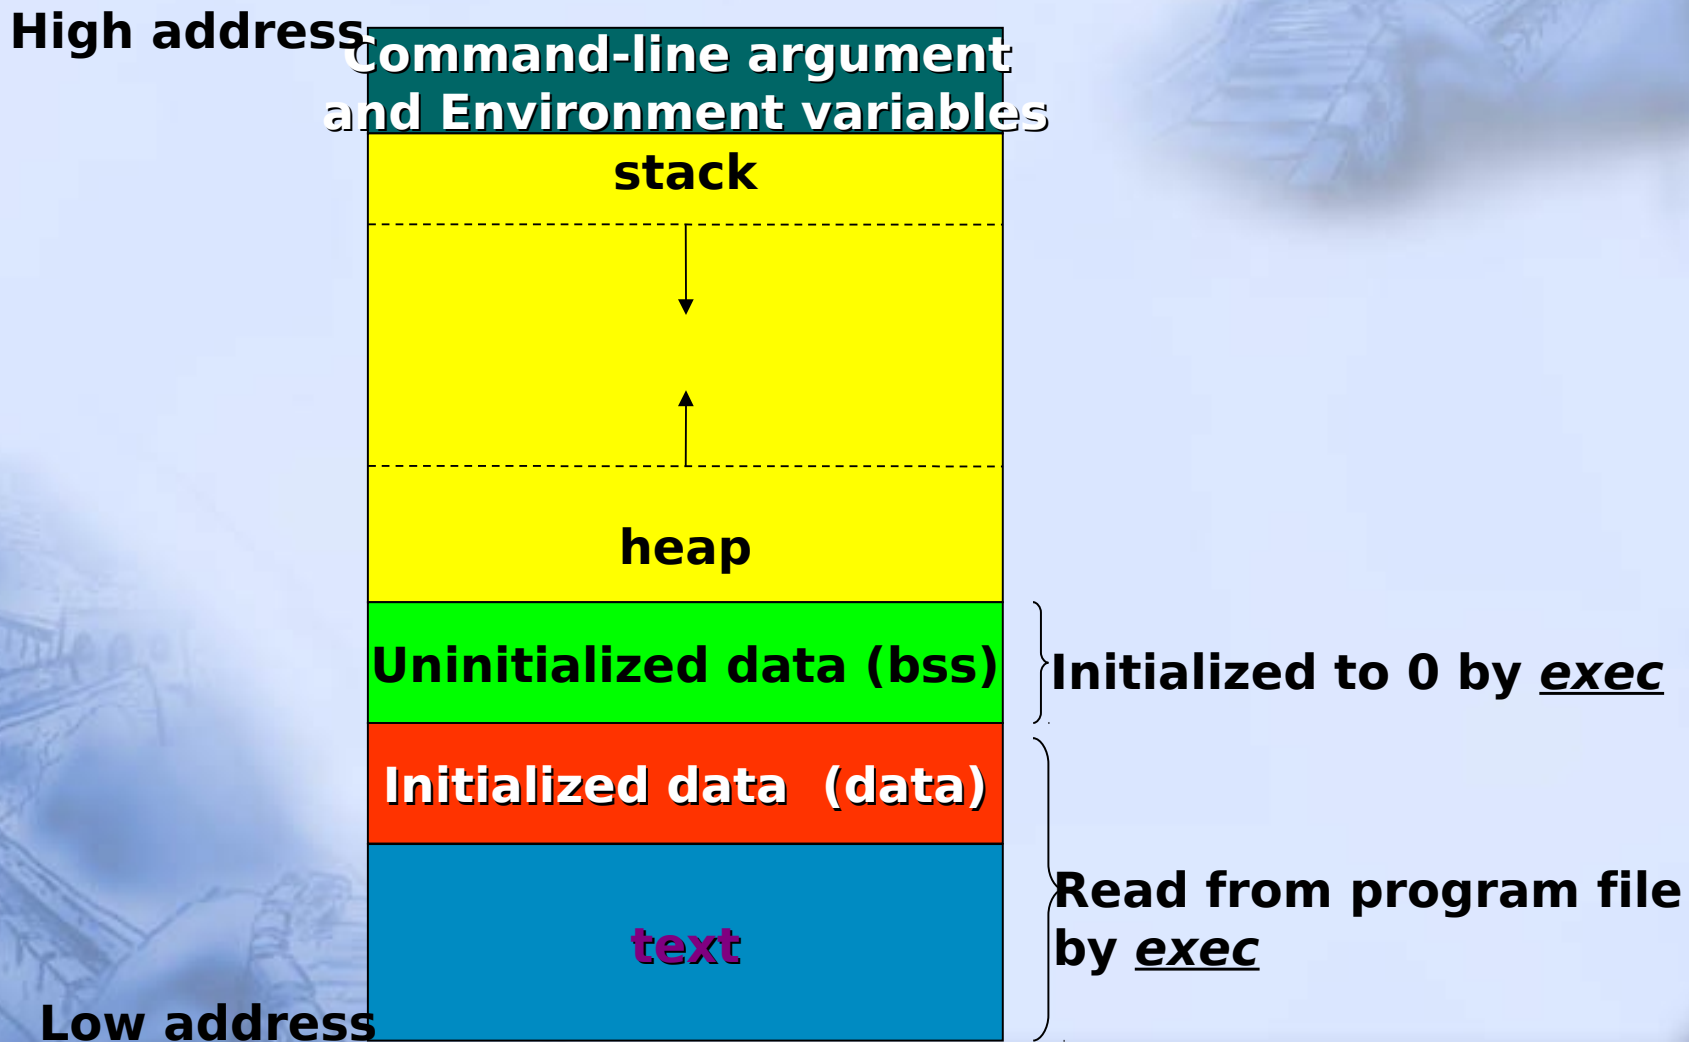 High address
Command-line argument
and Environment variables
stack
heap
Uninitialized data (bss)
Initialized to 0 by exec
Initialized data  (data)
Read from program file
by exec
text
Low address